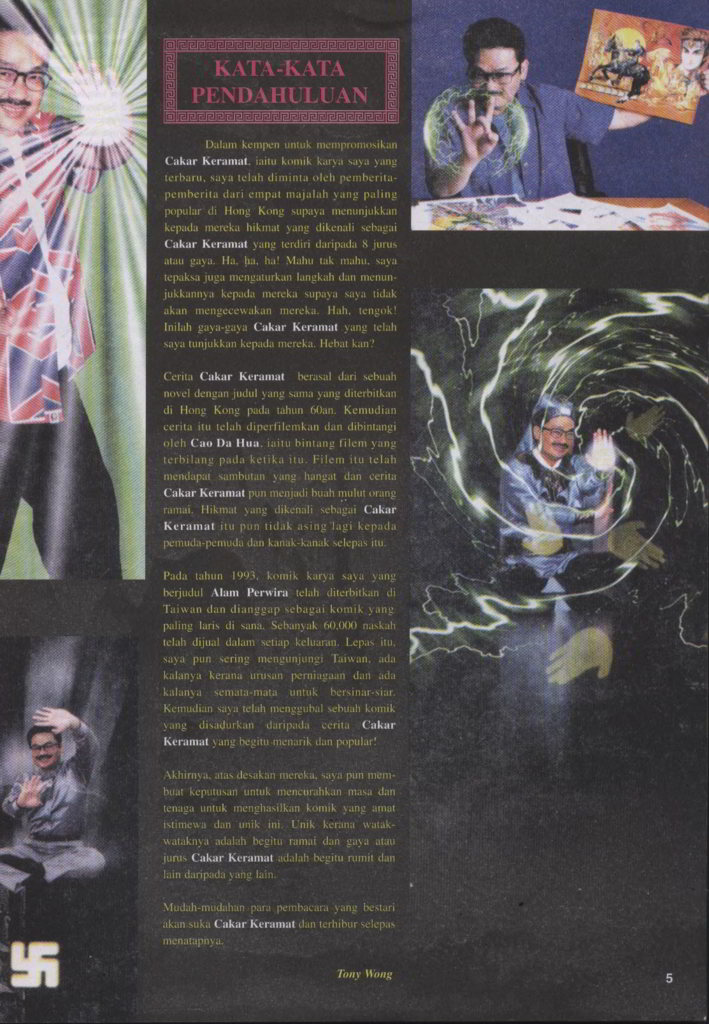 KATA-KATA
PENDAHULUAN
Dalam kempen untuk mempromosikan
Cakar Keramat, iaitu komik karya saya yang
terbaru, saya telah diminta oleh pemberita-
pemberita dari empat majalah yang paling
popular di Hong Kong supaya menunjukkan
kepada mereka hikmat yang dikenali sebagai
Cakar Keramat yang terdiri daripada 8 jurus
atau gaya. Ha, ha, ha! Mahu tak mahu, saya
tepaksa juga mengaturkan langkah dan menun-
jukkannya kepada mereka supaya saya tidak
akan mengecewakan mereka. Hah, tengok!
Inilah gaya-gaya Cakar Keramat yang telah
saya tunjukkan kepada mereka. Hebat kan?
Cerita Cakar Keramat berasal dari sebuah
novel dengan judul yang sama yang diterbitkan
di Hong Kong pada tahun 60an. Kemudian
cerita itu telah diperfilemkan dan dibintangi
oleh Cao Da Hua, iaitu bintang filem yang
terbilang pada ketika itu. Filem itu telah
mendapat sambutan yang hangat dan cerita
Cakar Keramat pun menjadi buah mulut orang
ramai. Hikmat yang dikenali sebagai Cakar
Keramat itu pun tidak asing lagi kepada
pemuda-pemuda dan kanak-kanak selepas itu.
Pada tahun 1993, komik karya saya yang
berjudul Alam Perwira telah diterbitkan di
Taiwan dan dianggap sebagai komik yang
paling laris di sana. Sebanyak 60,000 naskah
telah dijual dalam setiap keluaran. Lepas itu,
saya pun sering mengunjungi Taiwan, ada
kalanya kerana urusan perniagaan dan ada
kalanya semata-mata untuk bersinar-siar.
Kemudian saya telah menggubal sebuah komik
yang disadurkan daripada cerita Cakar
Keramat yang begitu menarik dan popular!
Akhirnya, atas desakan mereka, saya pun mem-
buat keputusan untuk mencurahkan masa dan
tenaga untuk menghasilkan komik yang amat
istimewa dan unik ini. Unik kerana watak-
wataknya adalah begitu ramai dan gaya atau
jurus Cakar Keramat adalah begitu rumit dan
lain daripada yang lain.
Mudah-mudahan para pembacara yang bestari
akan suka Cakar Keramat dan terhibur selepas
menatapnya.
Tony Wong
5